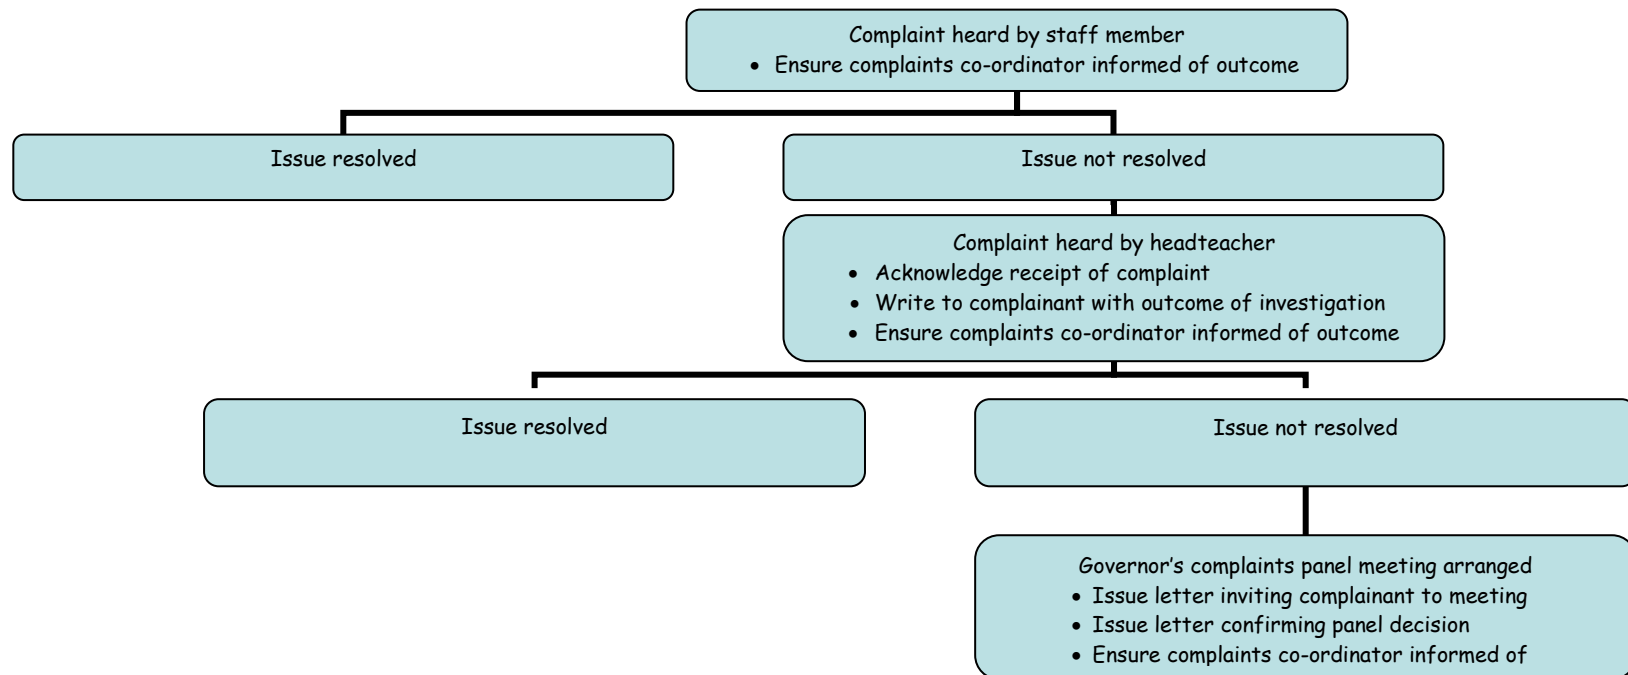 Complaint heard by staff member
• Ensure complaints co-ordinator informed of outcome
Issue resolved
Issue not resolved
Complaint heard by headteacher
• Acknowledge receipt of complaint
• Write to complainant with outcome of investigation
• Ensure complaints co-ordinator informed of outcome
Issue resolved
Issue not resolved
Governor’s complaints panel meeting arranged
• Issue letter inviting complainant to meeting
• Issue letter confirming panel decision
• Ensure complaints co-ordinator informed of